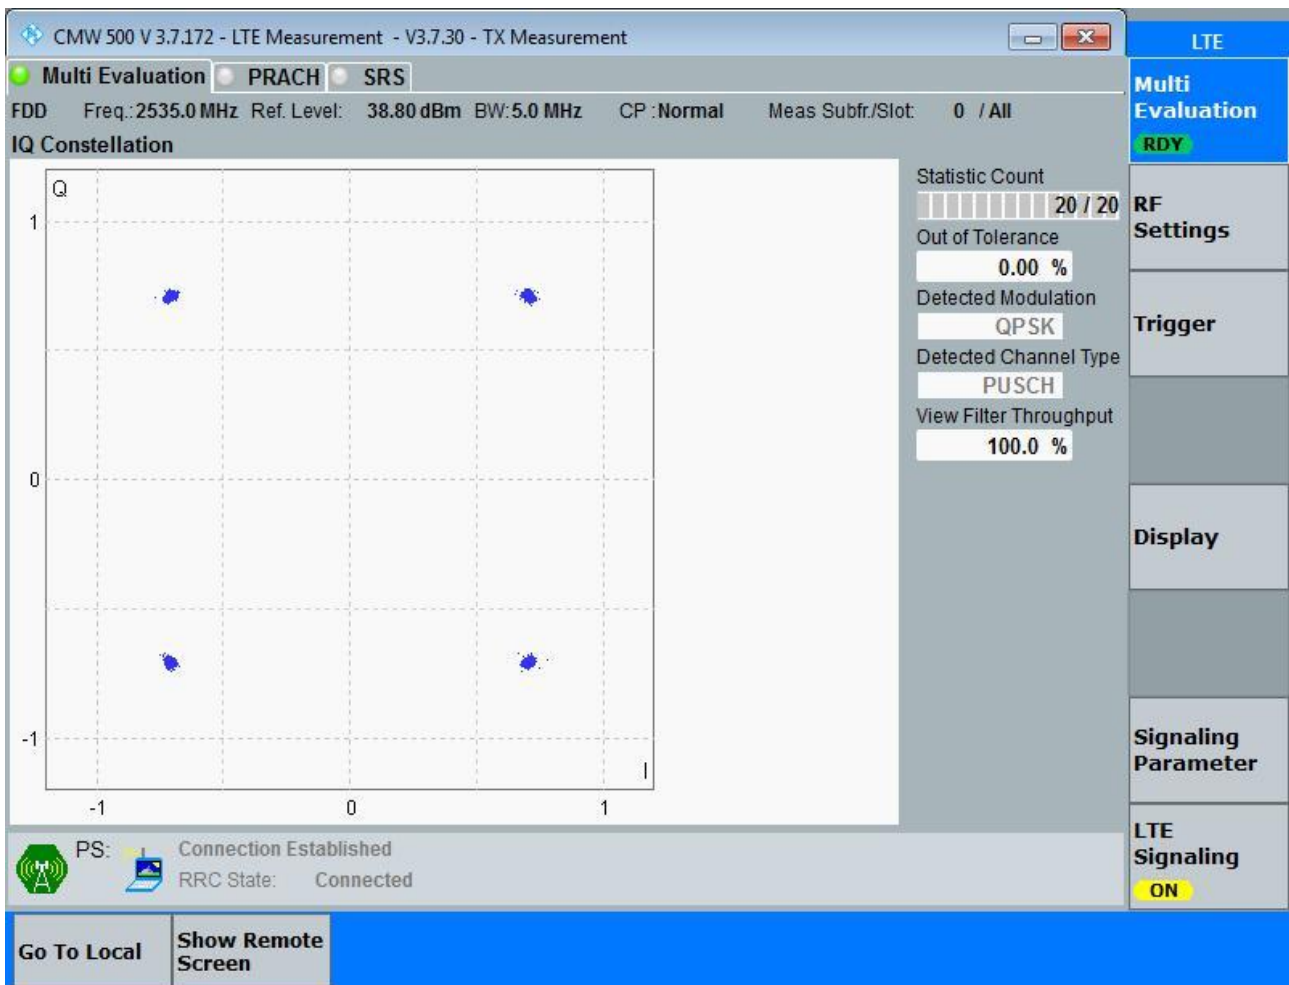 CMW 500 V 3.7.172 - LTE Measurement - V3.7.30 - TX Measurement
LTE
Multi Evaluation PRACH SRS
Multi
Evaluation
RDY
FDD Freq.: 2535.0 MHz Ref. Level: 38.80 dBm BW: 5.0 MHz CP : Normal Meas Subfr./Slot: 0 / All
IQ Constellation
Q
1
0
-1
I
-1 0 1
Statistic Count
20 / 20
Out of Tolerance
0.00 %
Detected Modulation
QPSK
Detected Channel Type
PUSCH
View Filter Throughput
100.0 %
RF
Settings
Trigger
Display
Signaling
Parameter
LTE
Signaling
ON
PS: Connection Established
RRC State: Connected
Go To Local
Show Remote
Screen